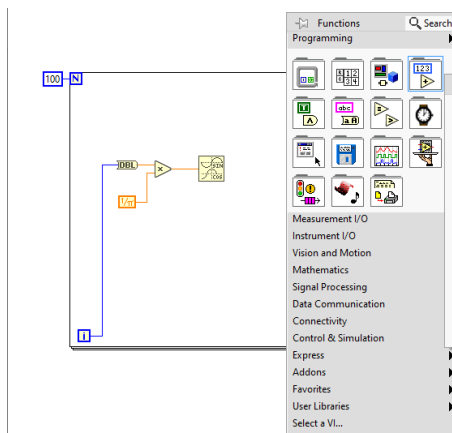 Functions
Search
Programming
100
N
DBL
x
SIN
COS
1/π
i
123
Measurement I/O
Instrument I/O
Vision and Motion
Mathematics
Signal Processing
Data Communication
Connectivity
Control & Simulation
Express
Addons
Favorites
User Libraries
Select a VI...